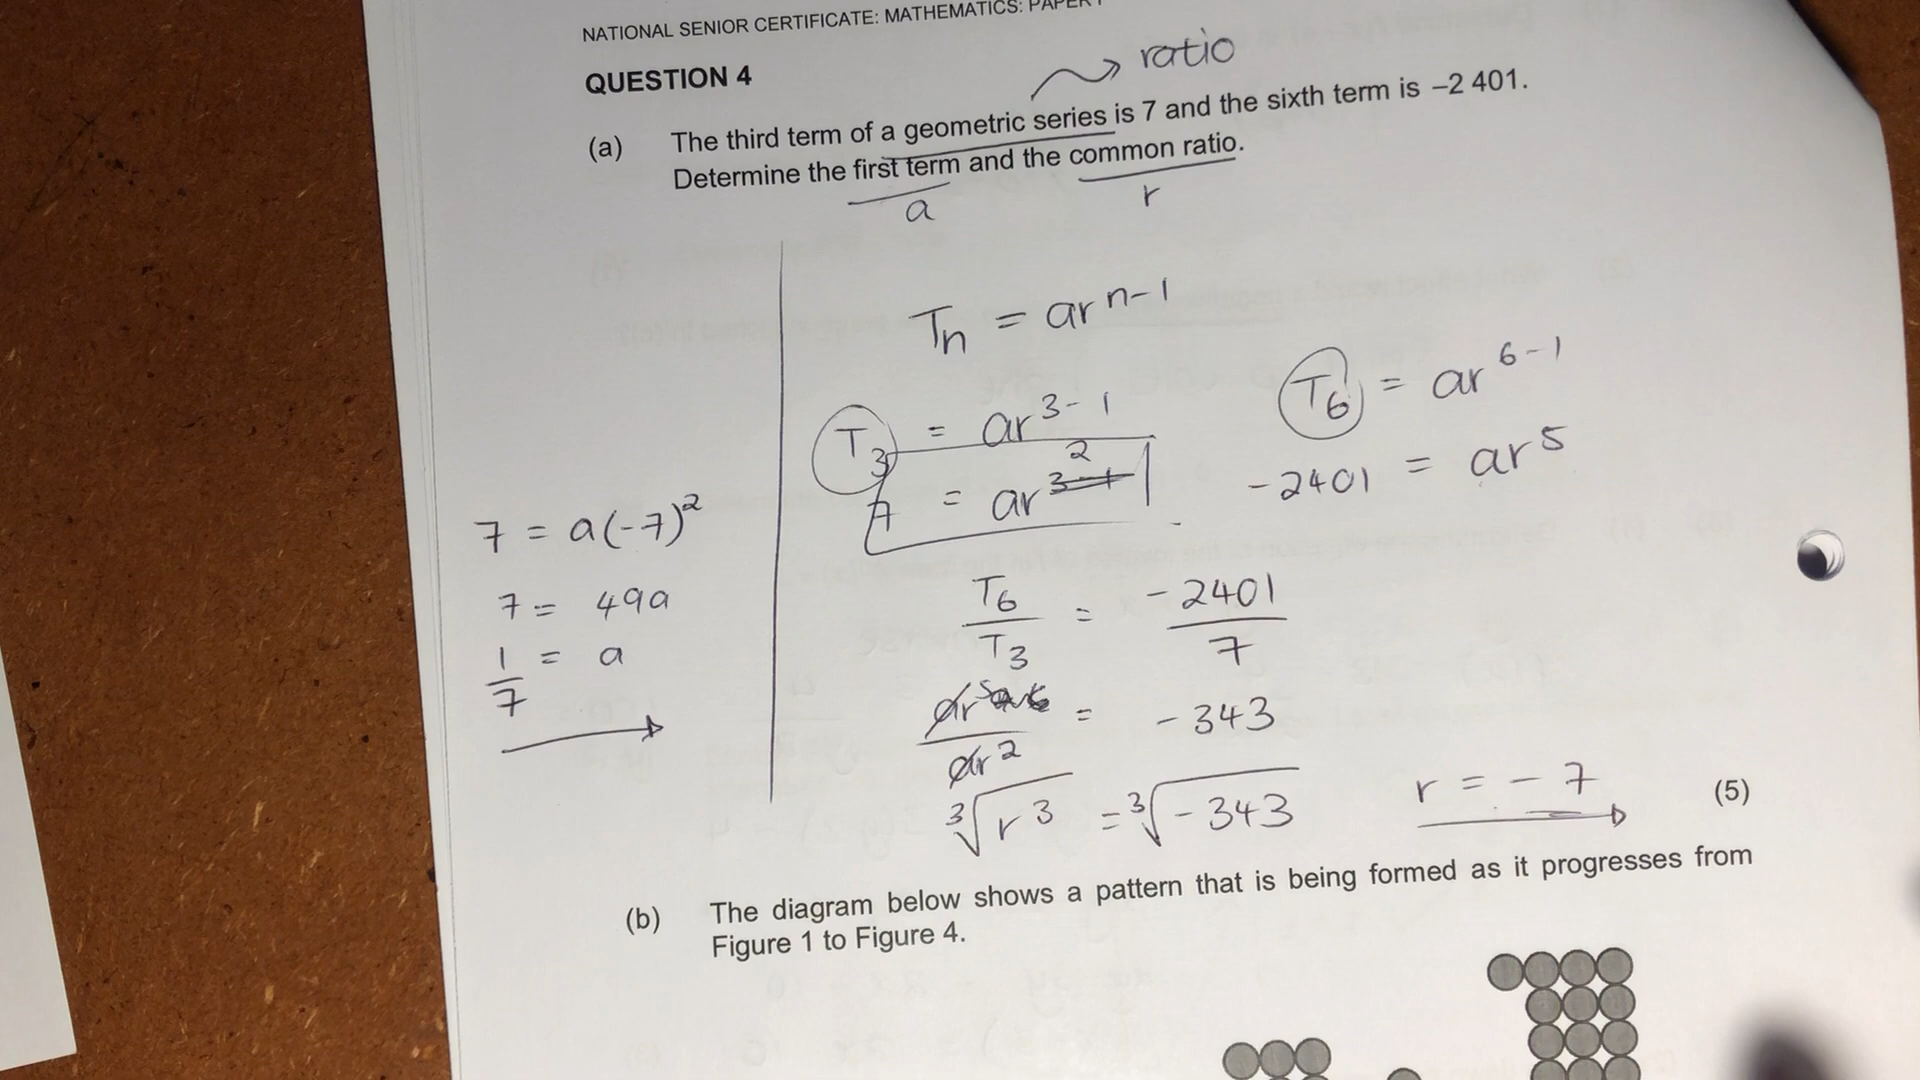 NATIONAL SENIOR CERTIFICATE: MATHEMATICS: PAPER I
ratio
QUESTION 4
(a) The third term of a geometric series is 7 and the sixth term is –2 401.
Determine the first term and the common ratio.
a r
Tn = ar^n-1
T3 = ar^3-1
T6 = ar^6-1
7 = ar^2
-2401 = ar^5
7 = a(-7)^2
7 = 49a
1/7 = a
T6/T3 = -2401/7
ar^5/ar^2 = -343
∛r^3 = ∛-343
r = -7
(5)
(b) The diagram below shows a pattern that is being formed as it progresses from
Figure 1 to Figure 4.